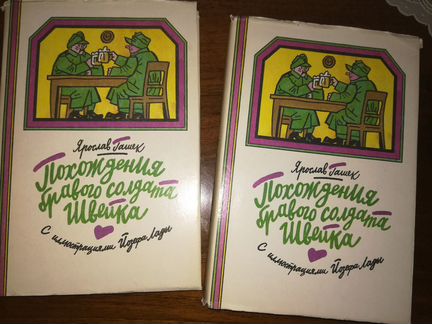 Ярослав Гашек
Похождения
бравого солдата
Швейка
С иллюстрациями Йозефа Лады
Ярослав Гашек
Похождения
бравого солдата
Швейка
С иллюстрациями Йозефа Лады